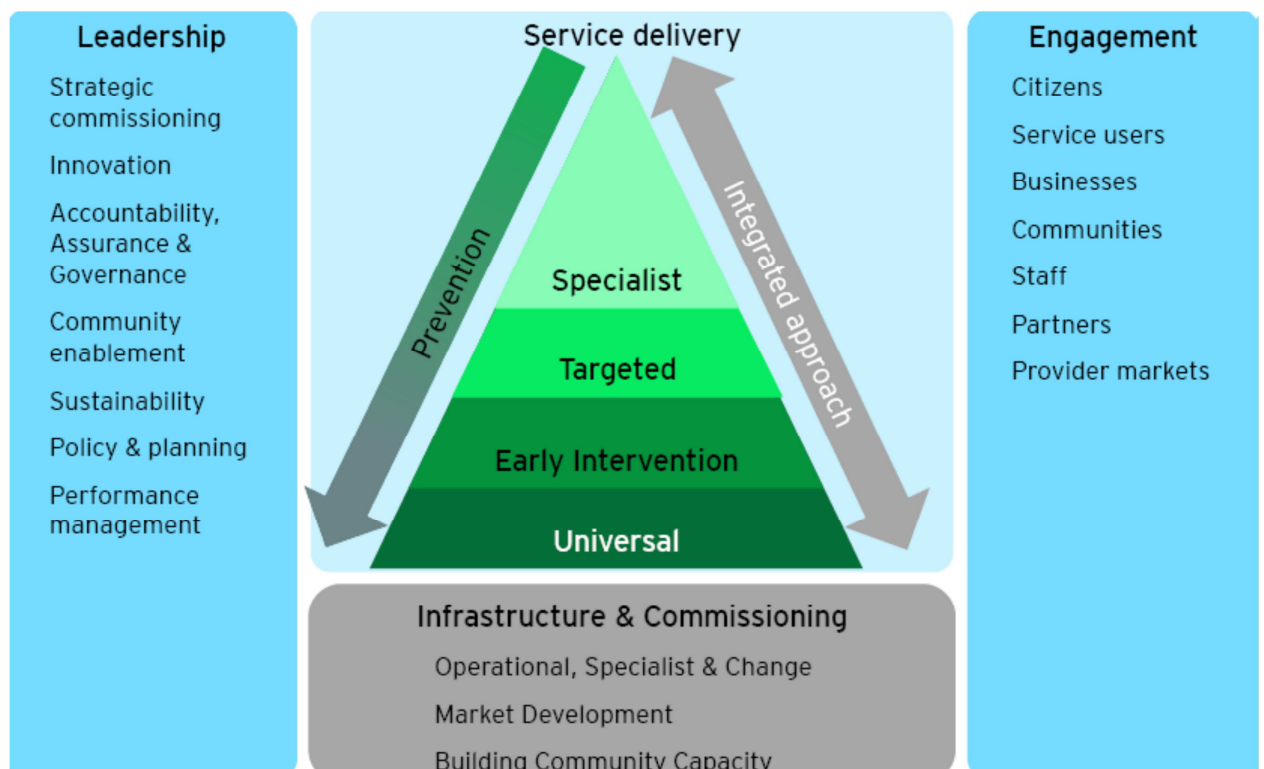 Leadership
Strategic
commissioning
Innovation
Accountability,
Assurance &
Governance
Community
enablement
Sustainability
Policy & planning
Performance
management
Service delivery
Prevention
Integrated approach
Specialist
Targeted
Early Intervention
Universal
Infrastructure & Commissioning
Operational, Specialist & Change
Market Development
Building Community Capacity
Engagement
Citizens
Service users
Businesses
Communities
Staff
Partners
Provider markets